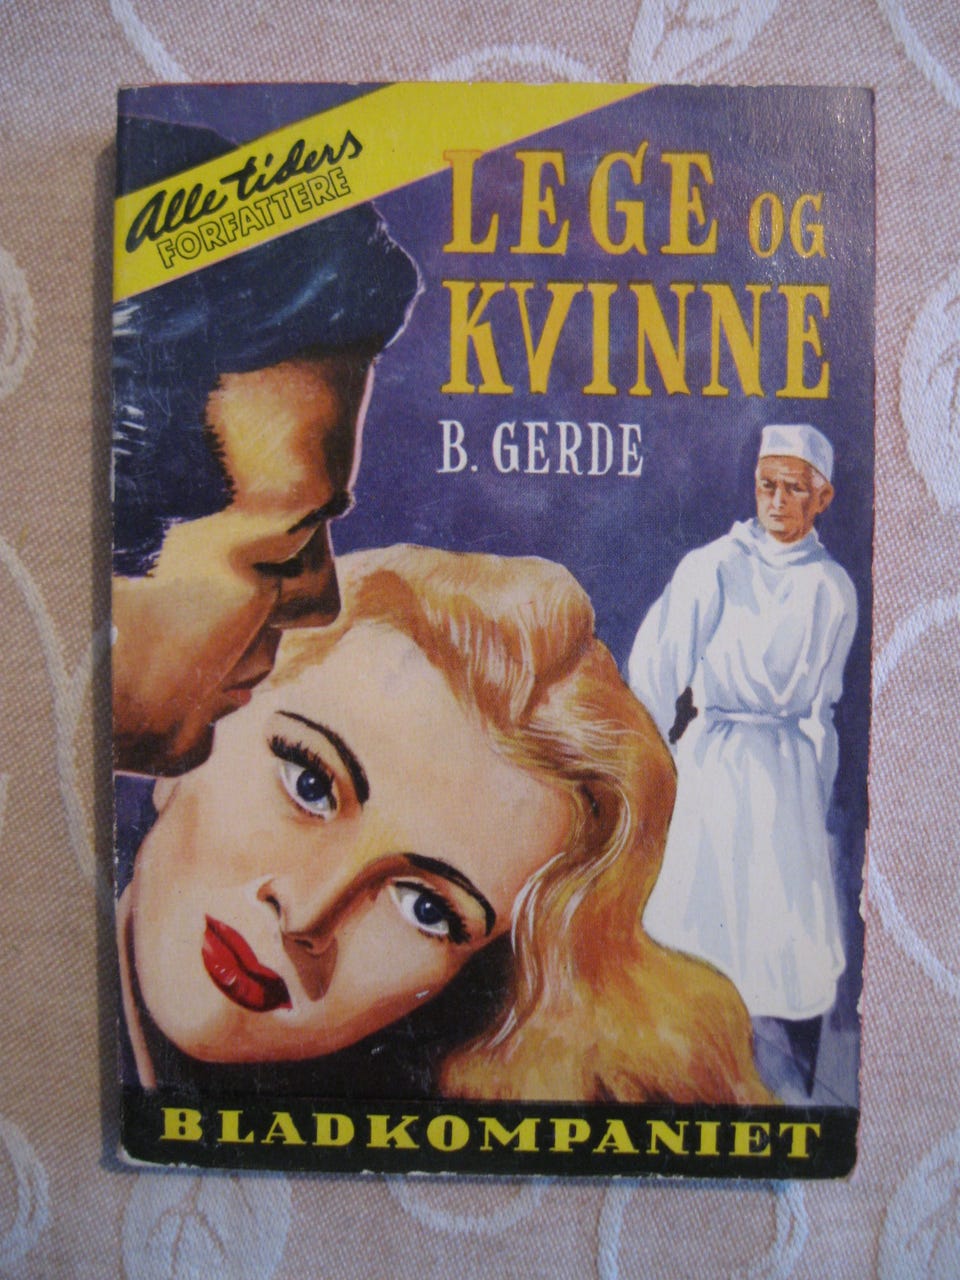 Alle tiders
FORFATTERE
LEGE OG
KVINNE
B. GERDE
BLADKOMPANIET